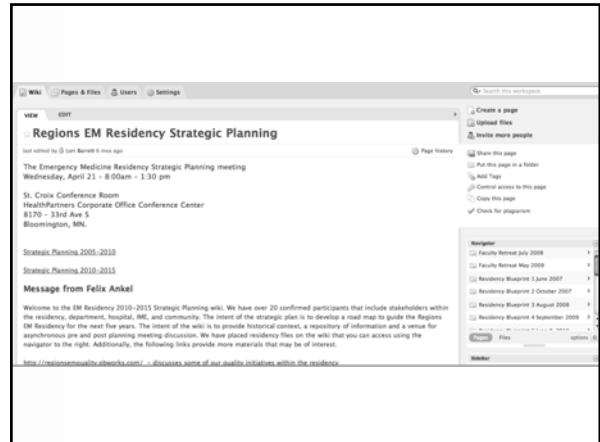 Wiki Pages & Files Users Settings
Search this workspace
VIEW EDIT
Regions EM Residency Strategic Planning
last edited by Lori Barrett 6 mos ago Page history
The Emergency Medicine Residency Strategic Planning meeting
Wednesday, April 21 – 8:00am – 1:30 pm
St. Croix Conference Room
HealthPartners Corporate Office Conference Center
8170 – 33rd Ave S
Bloomington, MN.
Strategic Planning 2005-2010
Strategic Planning 2010-2015
Message from Felix Ankel
Welcome to the EM Residency 2010-2015 Strategic Planning wiki. We have over 20 confirmed participants that include stakeholders within
the residency, department, hospital, IME, and community. The intent of the strategic plan is to develop a road map to guide the Regions
EM Residency for the next five years. The intent of the wiki is to provide historical context, a repository of information and a venue for
asynchronous pre and post planning meeting discussion. We have placed residency files on the wiki that you can access using the
navigator to the right. Additionally, the following links provide more materials that may be of interest.
http://regionsemquality.pbworks.com/ - discusses some of our quality initiatives within the residency
Create a page
Upload files
Invite more people
Share this page
Put this page in a folder
Add Tags
Control access to this page
Copy this page
Check for plagiarism
Navigator
Faculty Retreat July 2008
Faculty Retreat May 2009
Residency Blueprint 1 June 2007
Residency Blueprint 2 October 2007
Residency Blueprint 3 August 2008
Residency Blueprint 4 September 2009
Pages Files options
SideBar